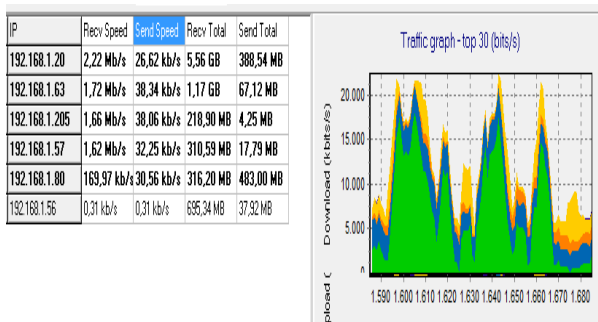 IP Recv Speed Send Speed Recv Total Send Total
192.168.1.20 2,22 Mb/s 26,62 kb/s 5,56 GB 388,54 MB
192.168.1.63 1,72 Mb/s 38,34 kb/s 1,17 GB 67,12 MB
192.168.1.205 1,66 Mb/s 38,06 kb/s 218,90 MB 4,25 MB
192.168.1.57 1,62 Mb/s 32,25 kb/s 310,59 MB 17,79 MB
192.168.1.80 169,97 kb/s 30,56 kb/s 316,20 MB 483,00 MB
192.168.1.56 0,31 kb/s 0,31 kb/s 695,34 MB 37,92 MB
Traffic graph - top 30 (bits/s)
Download (kbits/s)
20.000
15.000
10.000
5.000
0
pload (
1.590 1.600 1.610 1.620 1.630 1.640 1.650 1.660 1.670 1.680